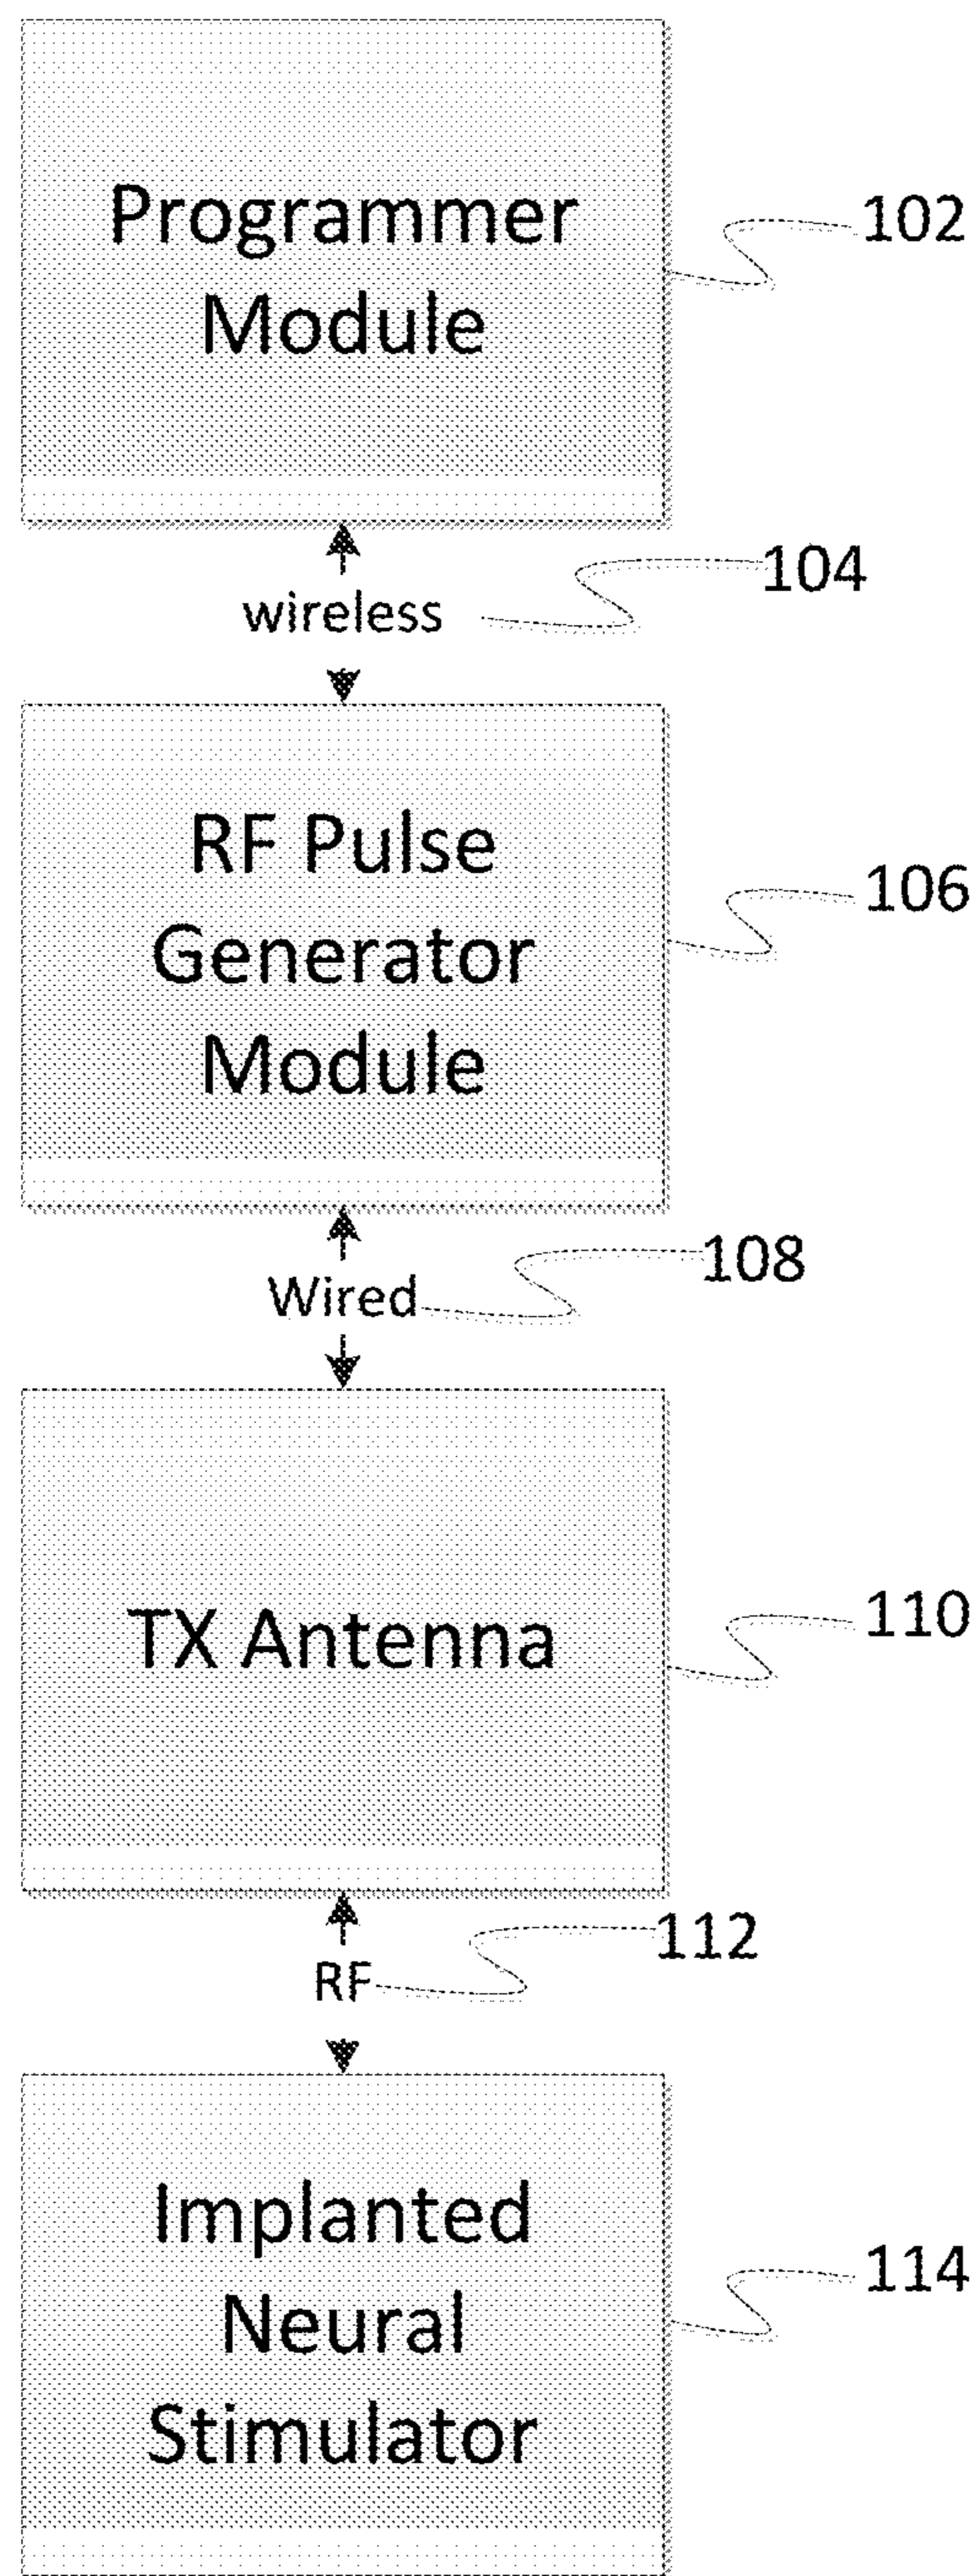 Programmer
Module
102
104
wireless
RF Pulse
Generator
Module
106
108
Wired
TX Antenna
110
112
RF
Implanted
Neural
Stimulator
114